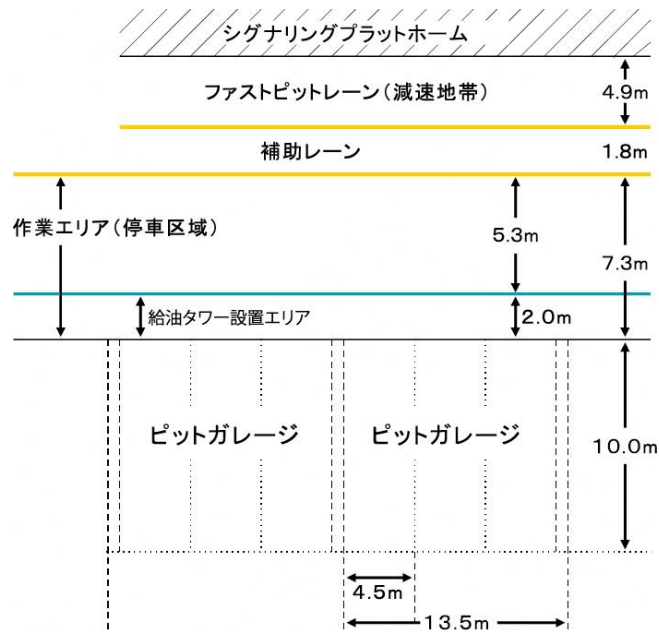 シグナリングプラットホーム
ファストピットレーン（減速地帯）
4.9m
補助レーン
1.8m
作業エリア（停車区域）
5.3m
7.3m
給油タワー設置エリア
2.0m
ピットガレージ
ピットガレージ
10.0m
4.5m
13.5m